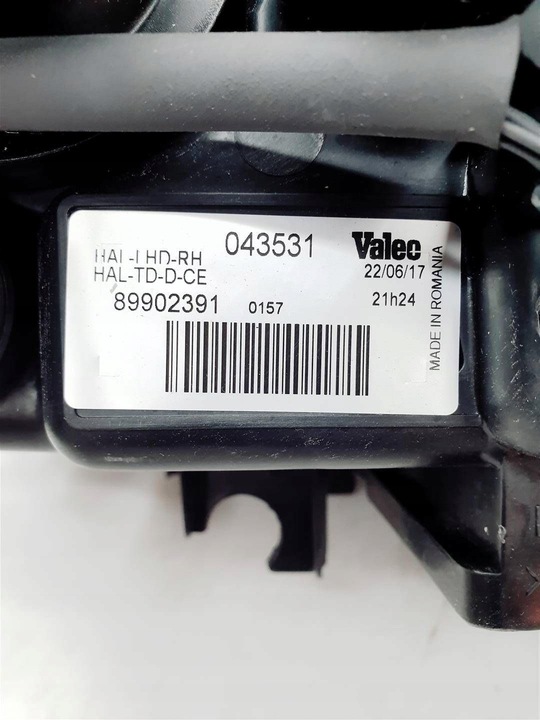 HAL-LHD-RH
043531
Valeo
HAL-TD-D-CE
22/06/17
89902391
0157
21h24
MADE IN ROMANIA